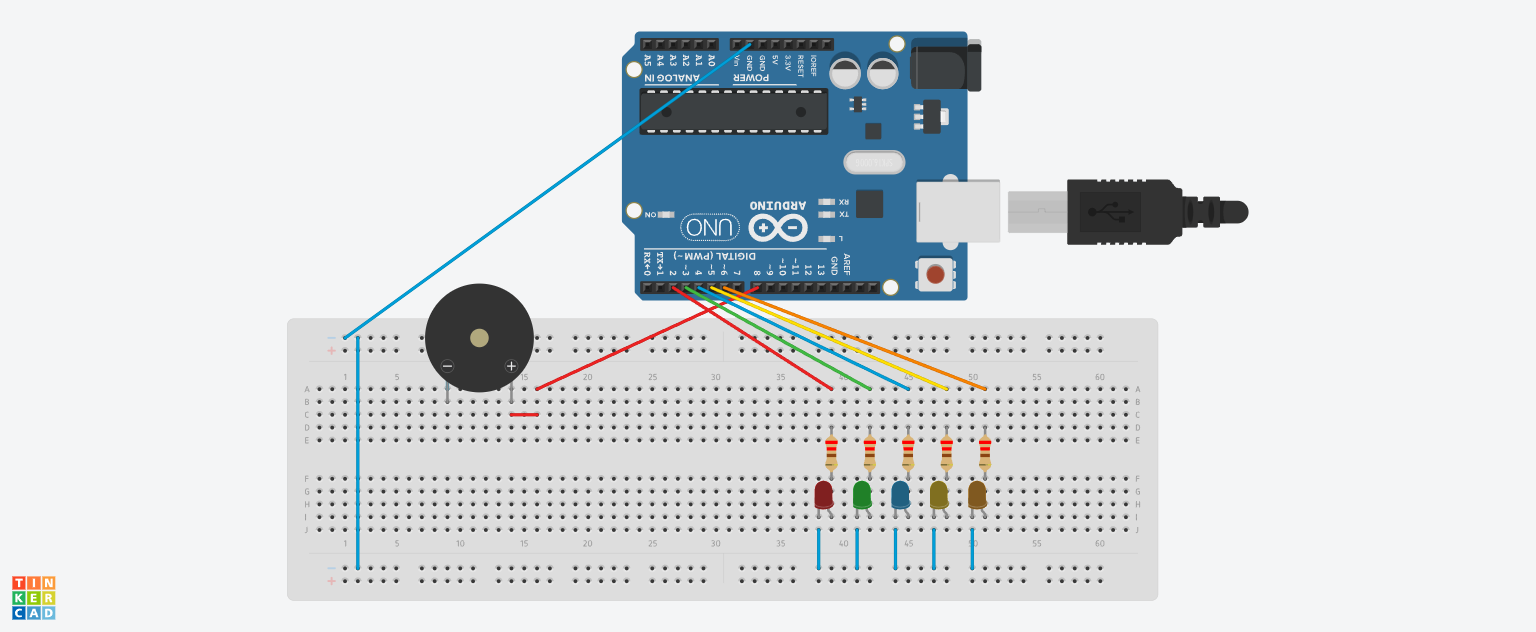 A5 A4 A3 A2 A1 A0 Vin GND GND 5V 3.3V RESET IOREF
ANALOG IN POWER
ON UNO ARDUINO RX
TX
L
DIGITAL (PWM~)
RX←0 TX→1 2 ~3 4 ~5 ~6 7 8 ~9 ~10 ~11 12 13 GND AREF
− +
1 5 15 20 25 30 35 40 45 50 55 60
A A
B B
C C
D D
E E
F F
G G
H H
I I
J J
1 5 10 15 20 25 30 35 40 45 50 55 60
TIN
KER
CAD